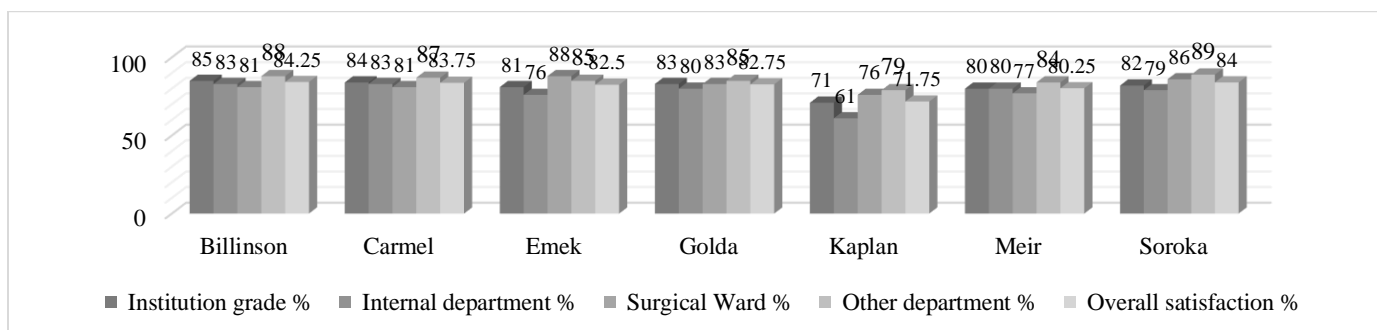 100
50
0
85 83 81 88 84.25
84 83 81 87 83.75
81 76 88 85 82.5
83 80 83 85 82.75
71 61 76 79 71.75
80 80 77 84 80.25
82 79 86 89 84
Billinson Carmel Emek Golda Kaplan Meir Soroka
Institution grade % Internal department % Surgical Ward % Other department % Overall satisfaction %